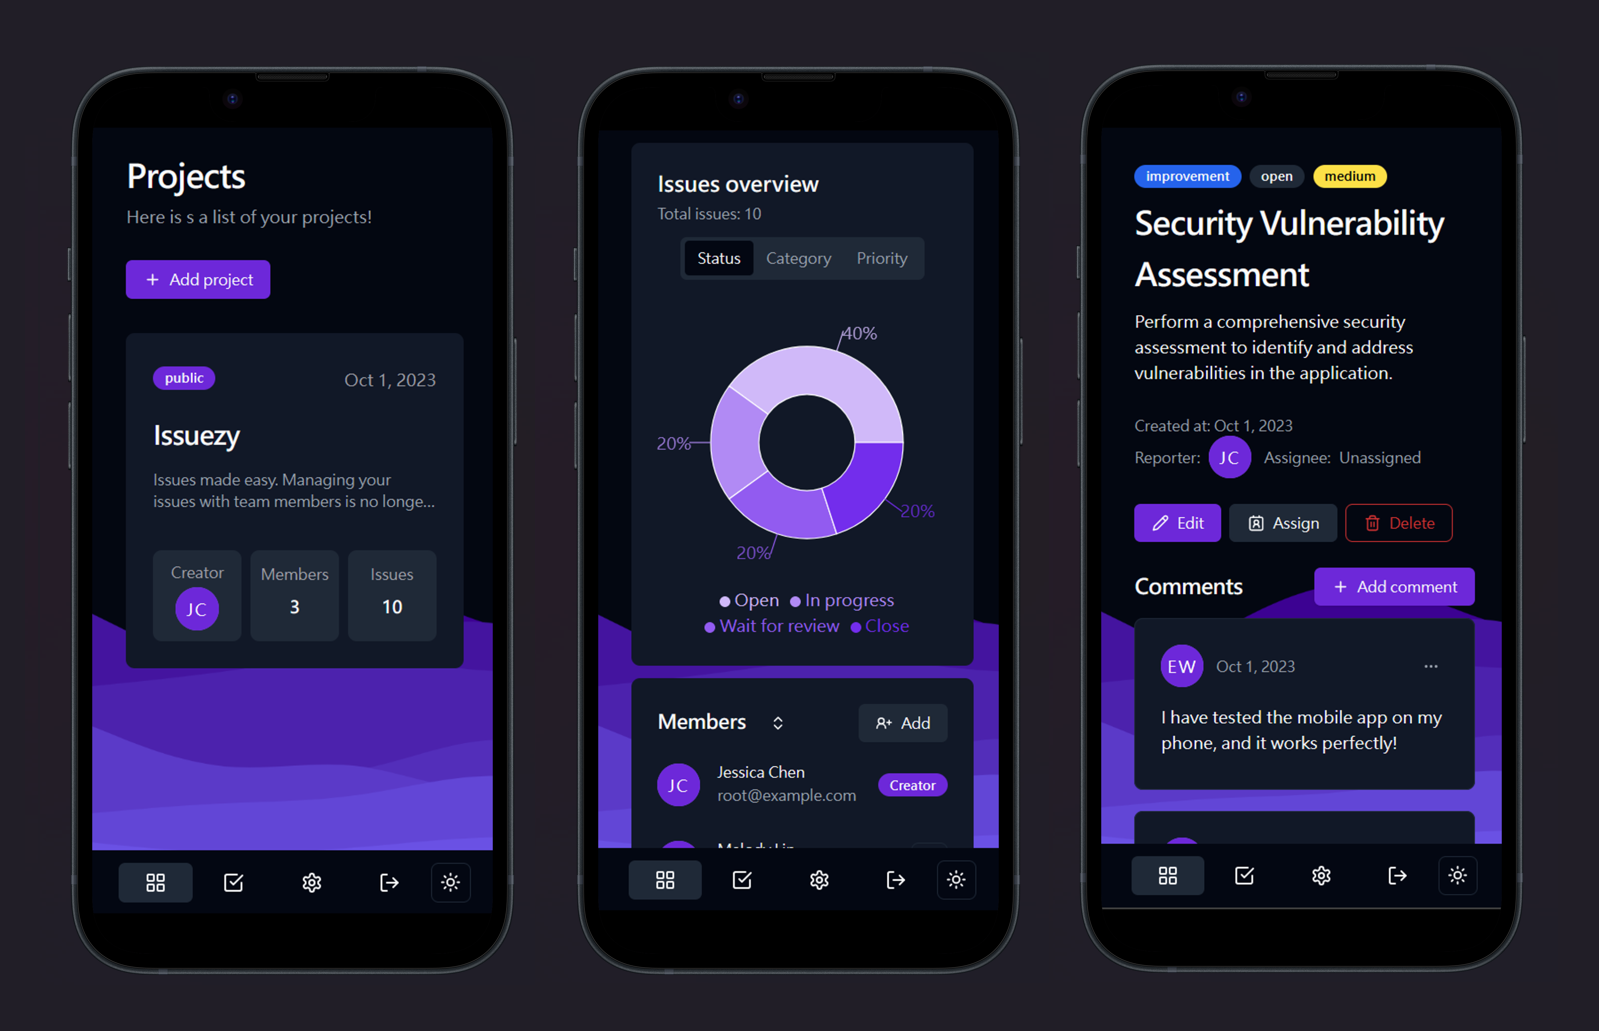 Projects
Here is s a list of your projects!
+ Add project
public
Oct 1, 2023
Issuezy
Issues made easy. Managing your
issues with team members is no longe...
Creator Members Issues
JC 3 10
Issues overview
Total issues: 10
Status Category Priority
40%
20%
20%
20%
Open In progress
Wait for review Close
Members Add
JC
Jessica Chen
root@example.com
Creator
improvement open medium
Security Vulnerability
Assessment
Perform a comprehensive security
assessment to identify and address
vulnerabilities in the application.
Created at: Oct 1, 2023
Reporter: JC Assignee: Unassigned
Edit Assign Delete
Comments + Add comment
EW Oct 1, 2023 ...
I have tested the mobile app on my
phone, and it works perfectly!